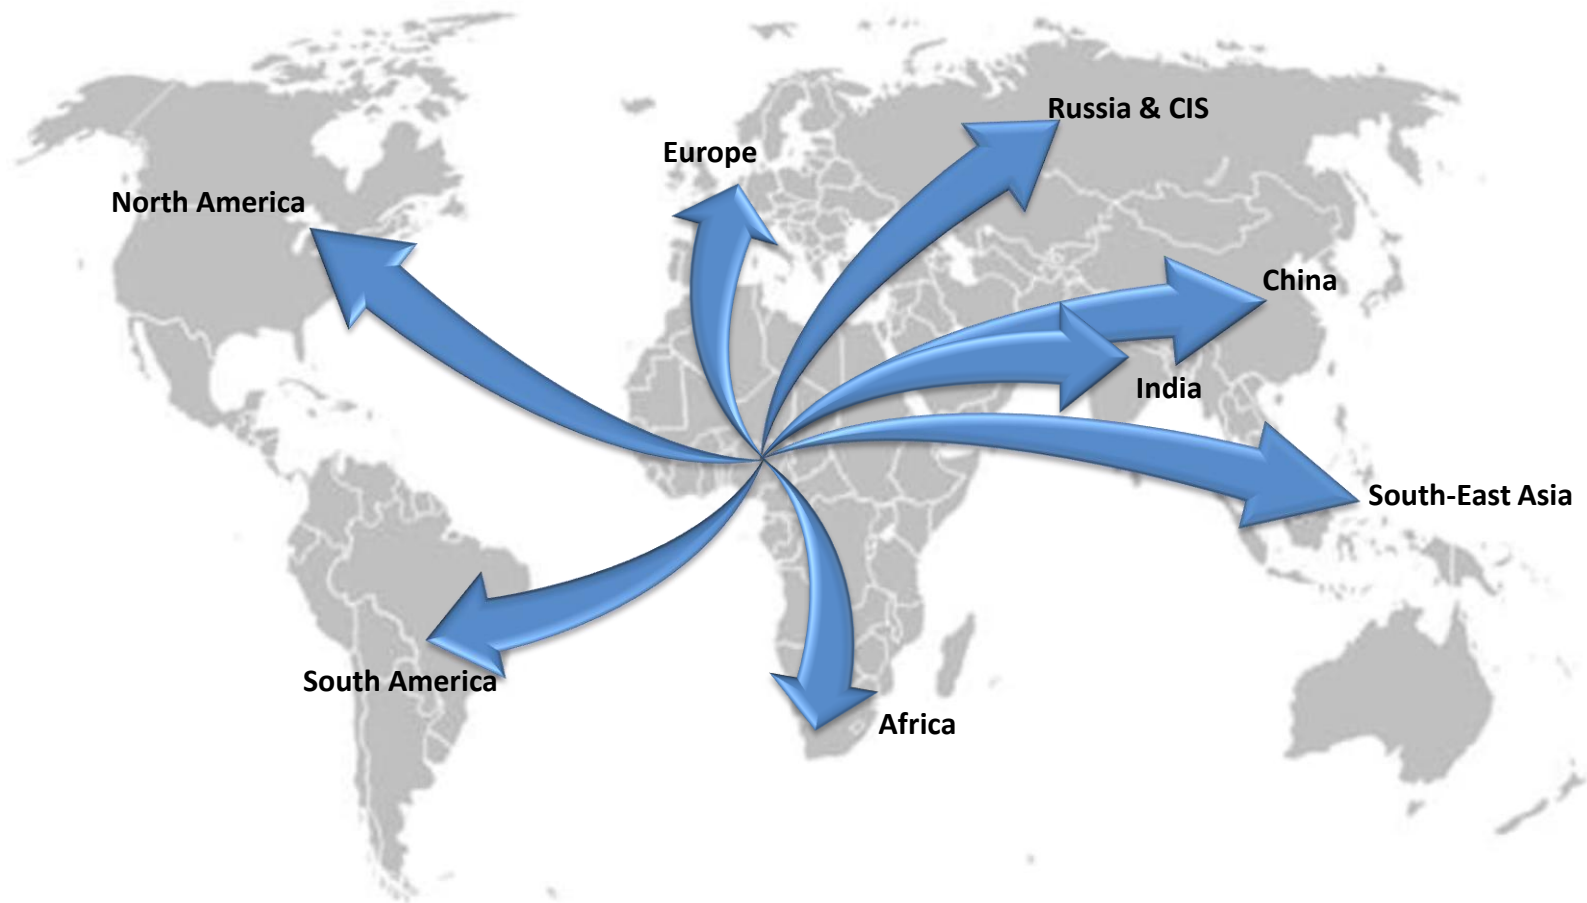 Russia & CIS
Europe
North America
China
India
South-East Asia
South America
Africa